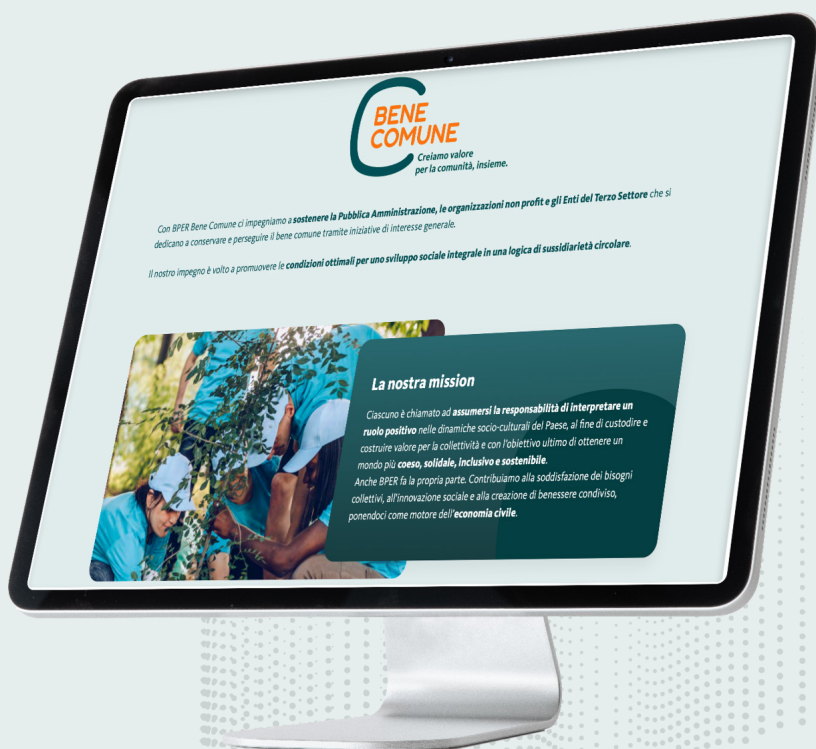 BENE
COMUNE
Creiamo valore
per la comunità, insieme.
Con BPER Bene Comune ci impegniamo a sostenere la Pubblica Amministrazione, le organizzazioni non profit e gli Enti del Terzo Settore che si
dedicano a conservare e perseguire il bene comune tramite iniziative di interesse generale.
Il nostro impegno è volto a promuovere le condizioni ottimali per uno sviluppo sociale integrale in una logica di sussidiarietà circolare.
La nostra mission
Ciascuno è chiamato ad assumersi la responsabilità di interpretare un
ruolo positivo nelle dinamiche socio-culturali del Paese, al fine di custodire e
costruire valore per la collettività e con l'obiettivo ultimo di ottenere un
mondo più coeso, solidale, inclusivo e sostenibile.
Anche BPER fa la propria parte. Contribuiamo alla soddisfazione dei bisogni
collettivi, all'innovazione sociale e alla creazione di benessere condiviso,
ponendoci come motore dell'economia civile.